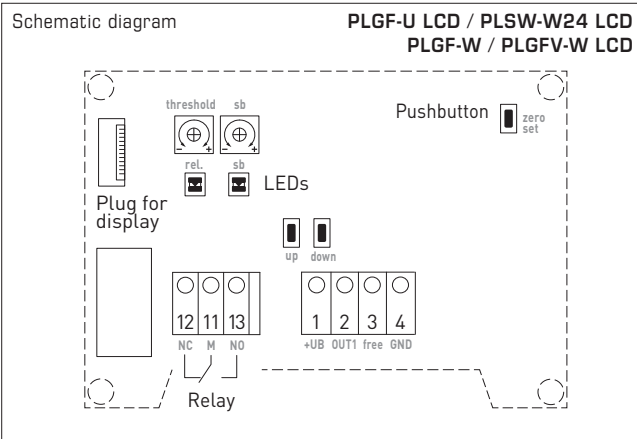 Schematic diagram
PLGF-U LCD / PLSW-W24 LCD
PLGF-W / PLGFV-W LCD
threshold sb
Pushbutton
zero
set
- + - +
rel. sb
LEDs
Plug for
display
up down
12 11 13
1 2 3 4
NC M NO
+UB OUT1 free GND
Relay